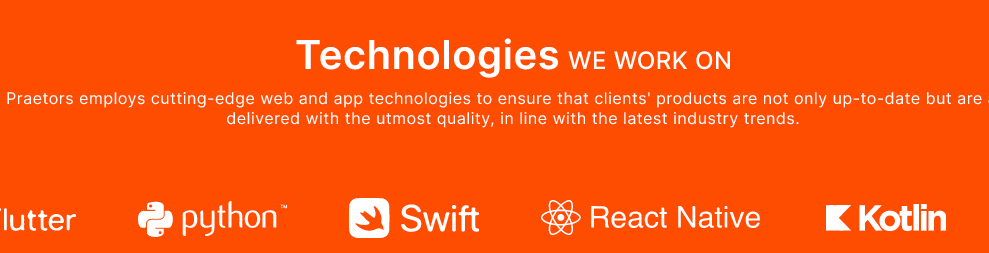 Technologies WE WORK ON
Praetors employs cutting-edge web and app technologies to ensure that clients' products are not only up-to-date but are
delivered with the utmost quality, in line with the latest industry trends.
lutter python™ Swift React Native Kotlin